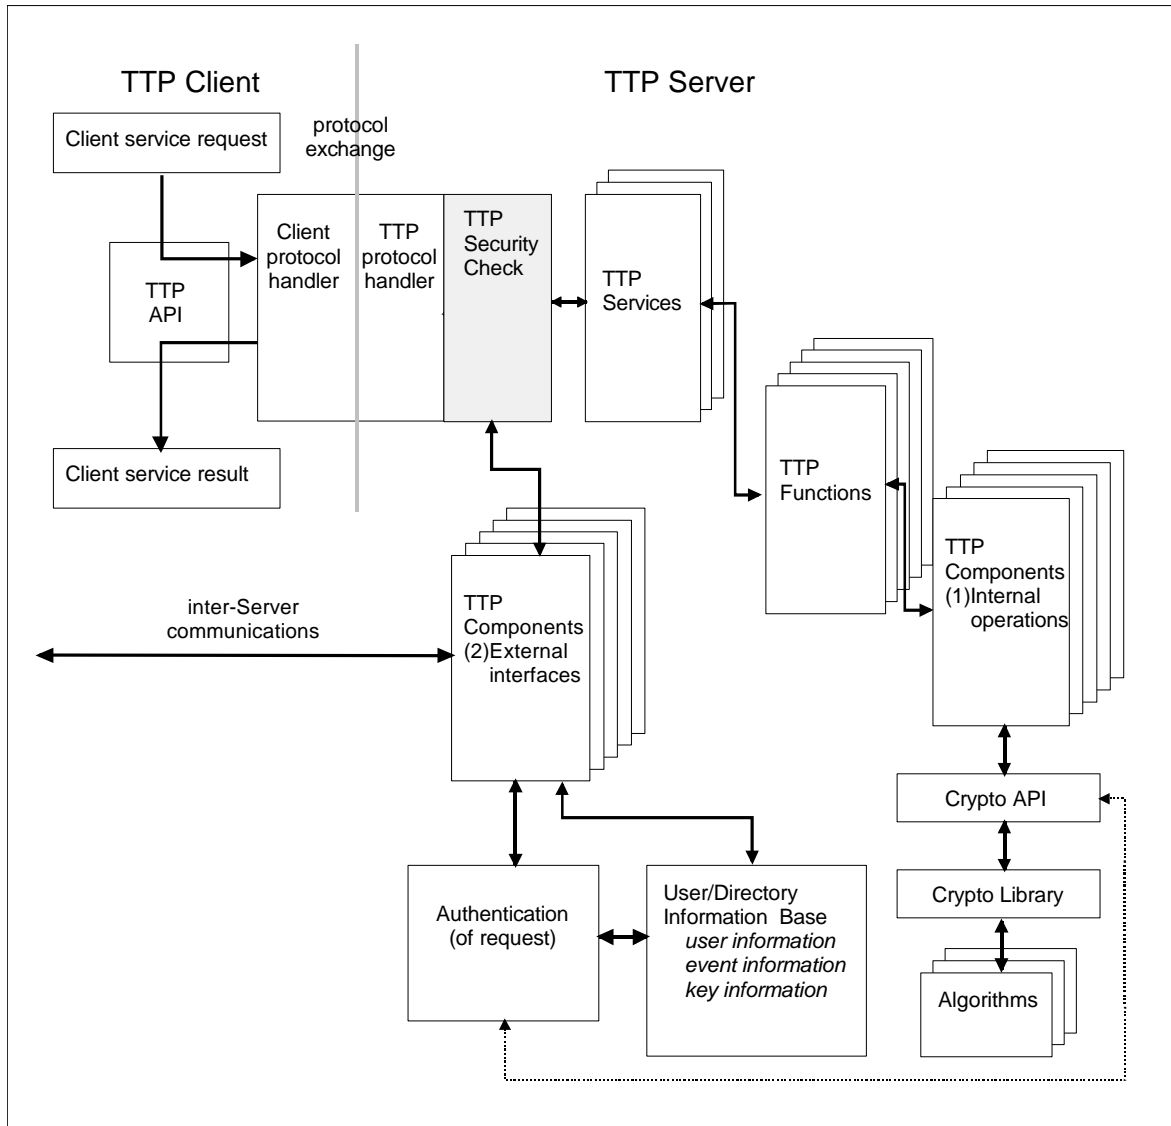 TTP Client
TTP Server
Client service request
protocol
exchange
Client
protocol
handler
TTP
protocol
handler
TTP
Security
Check
TTP
Services
TTP
API
Client service result
TTP
Functions
TTP
Components
(1)Internal
operations
inter-Server
communications
TTP
Components
(2)External
interfaces
Crypto API
Crypto Library
Algorithms
Authentication
(of request)
User/Directory
Information Base
user information
event information
key information